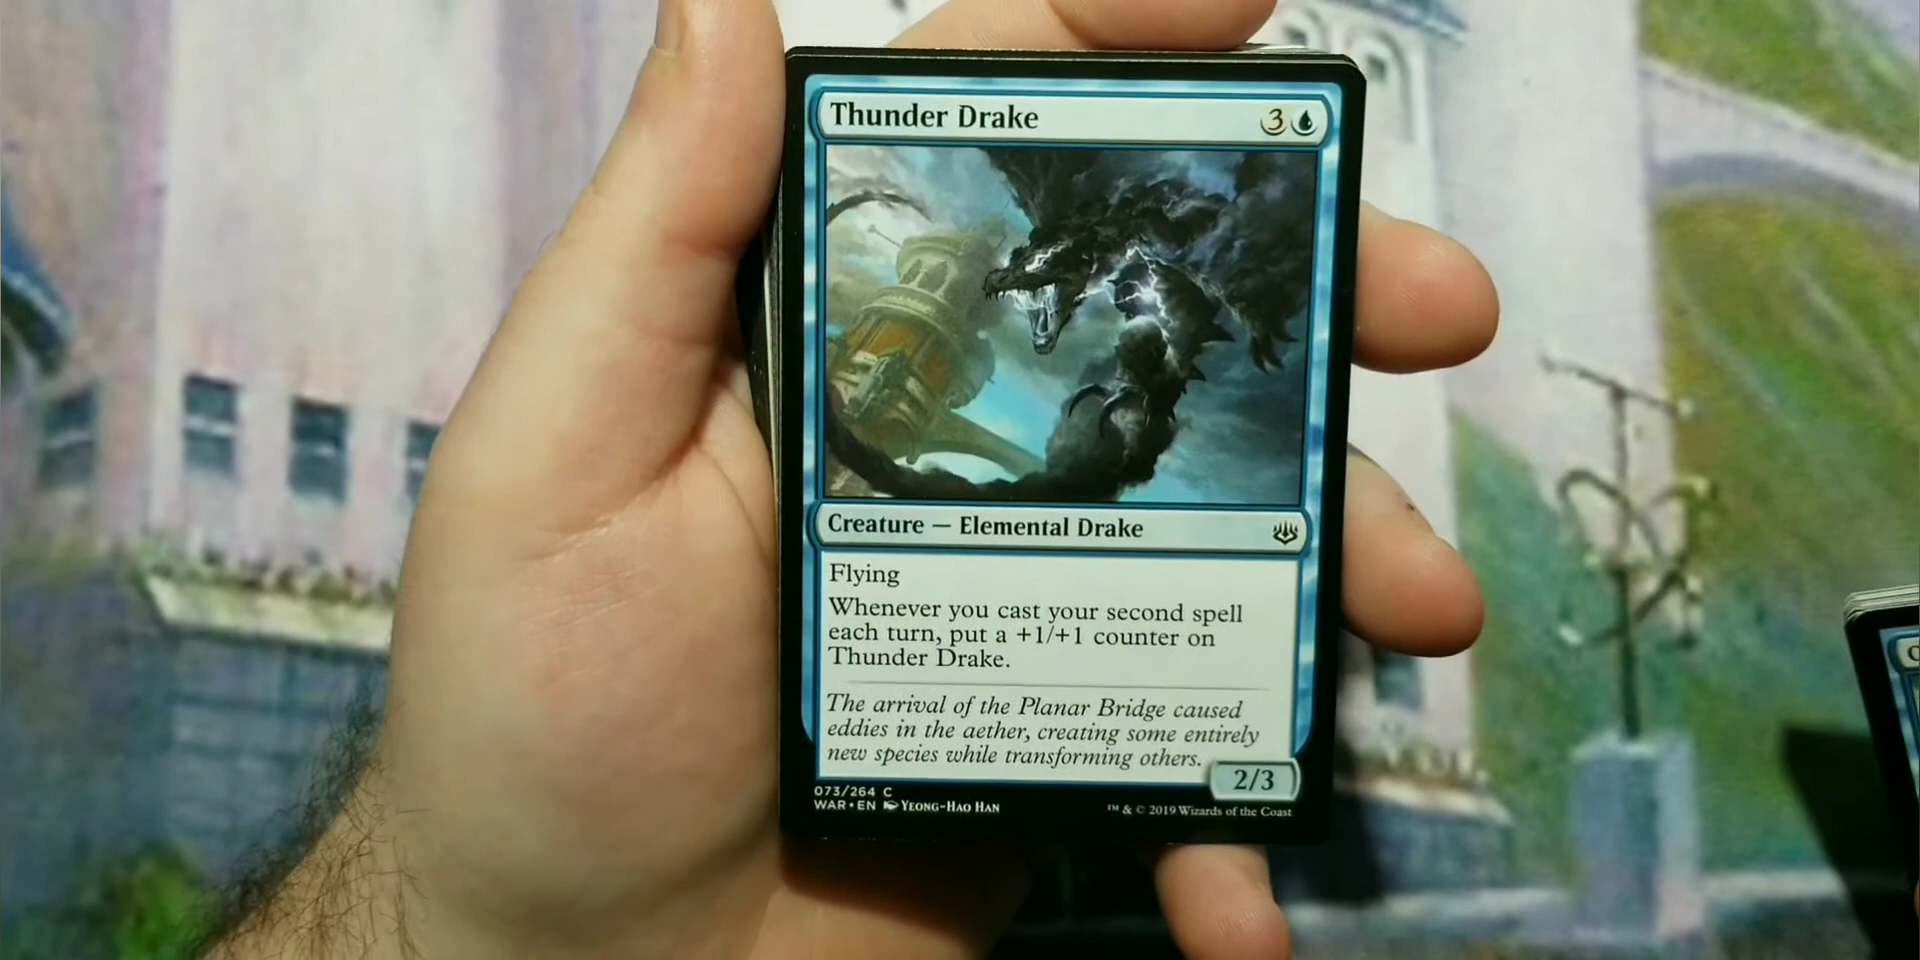 Thunder Drake 3
Creature — Elemental Drake
Flying
Whenever you cast your second spell
each turn, put a +1/+1 counter on
Thunder Drake.
The arrival of the Planar Bridge caused
eddies in the aether, creating some entirely
new species while transforming others.
2/3
073/264 C
WAR • EN Yeong-Hao Han
™ & © 2019 Wizards of the Coast